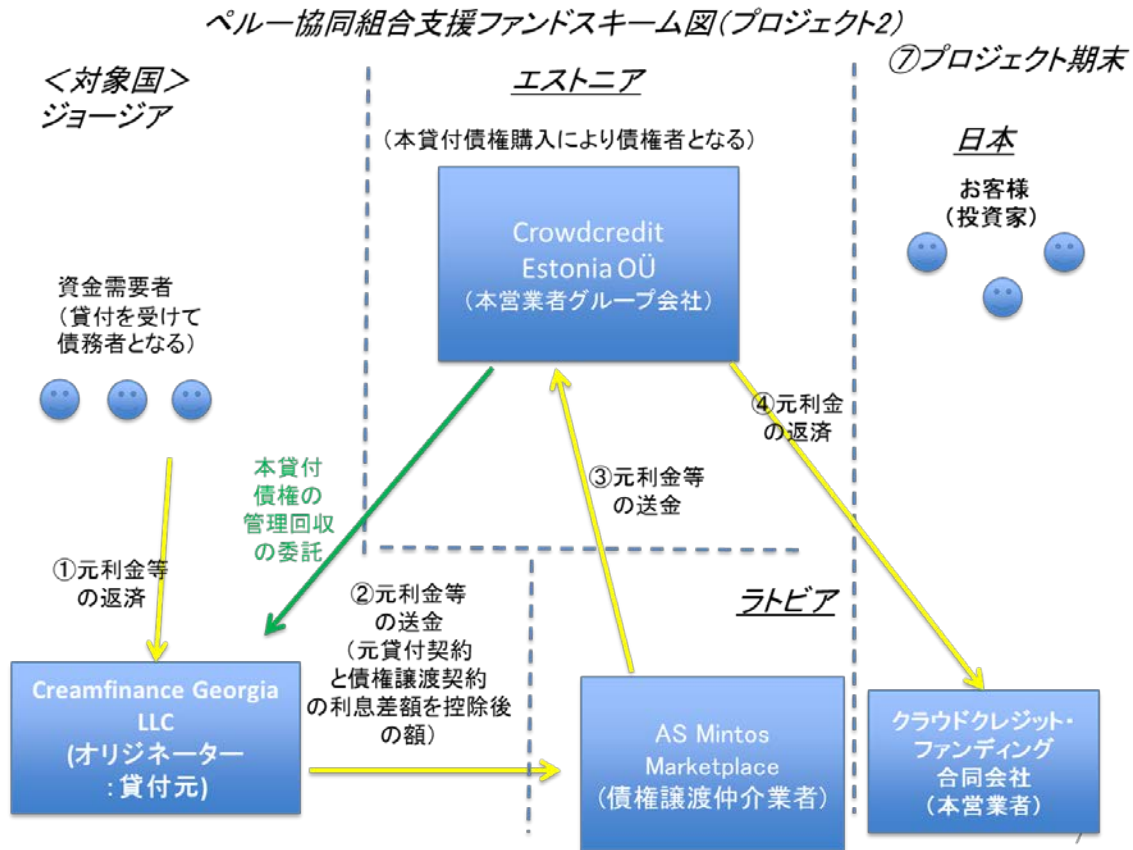 ペルー協同組合支援ファンドスキーム図(プロジェクト2)
＜対象国＞
ジョージア
エストニア
⑦プロジェクト期末
(本貸付債権購入により債権者となる)
日本
お客様
(投資家)
Crowdcredit
Estonia OÜ
(本営業者グループ会社)
資金需要者
(貸付を受けて
債務者となる)
④元利金
の返済
本貸付
債権の
管理回収
の委託
③元利金等
の送金
①元利金等
の返済
②元利金等
の送金
(元貸付契約
と債権譲渡契約
の利息差額を控除後
の額)
ラトビア
Creamfinance Georgia
LLC
(オリジネーター
：貸付元)
AS Mintos
Marketplace
(債権譲渡仲介業者)
クラウドクレジット・
ファンディング
合同会社
(本営業者)
7